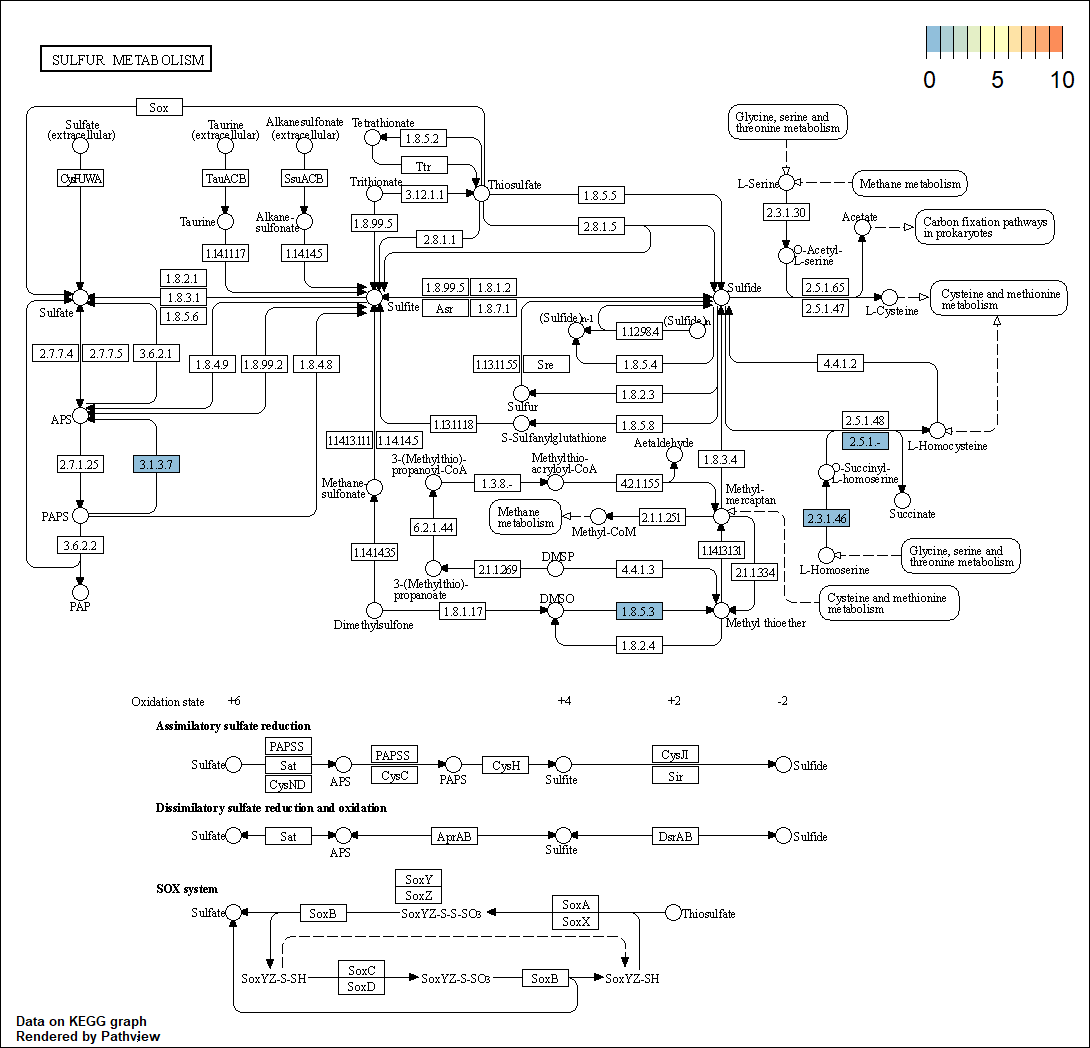 SULFUR METABOLISM
0
5
10
Sox
Sulfate
(extracellular)
Taurine
(extracellular)
Alkanesulfonate
(extracellular)
Tetrathionate
1.8.5.2
Ttr
Glycine, serine and
threonine metabolism
CysPUWA
TauACB
SsuACB
Trithionate
3.12.1.1
Thiosulfate
1.8.5.5
L-Serine
Methane metabolism
Taurine
Alkane-
sulfonate
1.8.99.5
2.8.1.1
2.8.1.5
2.3.1.30
Acetate
Carbon fixation pathways
in prokaryotes
1.14.11.17
1.14.14.5
O-Acetyl-
L-serine
1.8.2.1
1.8.3.1
1.8.5.6
Sulfate
Sulfite
1.8.99.5
1.8.1.2
Asr
1.8.7.1
Sulfide
2.5.1.65
2.5.1.47
L-Cysteine
Cysteine and methionine
metabolism
(Sulfide)n-1
1.12.98.4
(Sulfide)n
2.7.7.4
2.7.7.5
3.6.2.1
1.8.4.9
1.8.99.2
1.8.4.8
1.13.11.55
Sre
1.8.5.4
4.4.1.2
Sulfur
1.8.2.3
APS
1.13.11.18
S-Sulfanylglutathione
1.8.5.8
2.5.1.48
2.5.1.-
L-Homocysteine
1.14.13.111
1.14.14.5
Aetaldehyde
1.8.3.4
2.7.1.25
3.1.3.7
3-(Methylthio)-
propanoyl-CoA
Methylthio-
acryloyl-CoA
O-Succinyl-
L-homoserine
Methane-
sulfonate
1.3.8.-
4.2.1.155
Methyl-
mercaptan
Succinate
PAPS
6.2.1.44
Methane
metabolism
Methyl-CoM
2.1.1.251
2.3.1.46
3.6.2.2
1.14.14.35
DMSP
1.14.13.131
Glycine, serine and
threonine metabolism
L-Homoserine
2.1.1.269
4.4.1.3
2.1.1.334
3-(Methylthio)-
propanoate
PAP
DMSO
Cysteine and methionine
metabolism
1.8.1.17
1.8.5.3
Dimethylsulfone
Methyl thioether
1.8.2.4
Oxidation state
+6
+4
+2
-2
Assimilatory sulfate reduction
PAPSS
PAPSS
CysJI
Sulfate
Sat
APS
CysC
PAPS
CysH
Sulfite
Sir
Sulfide
CysND
Dissimilatory sulfate reduction and oxidation
Sulfate
Sat
APS
AprAB
Sulfite
DsrAB
Sulfide
SOX system
SoxY
SoxZ
Sulfate
SoxB
SoxYZ-S-S-SO3
SoxA
SoxX
Thiosulfate
SoxYZ-S-SH
SoxC
SoxD
SoxYZ-S-SO3
SoxB
SoxYZ-SH
Data on KEGG graph
Rendered by Pathview